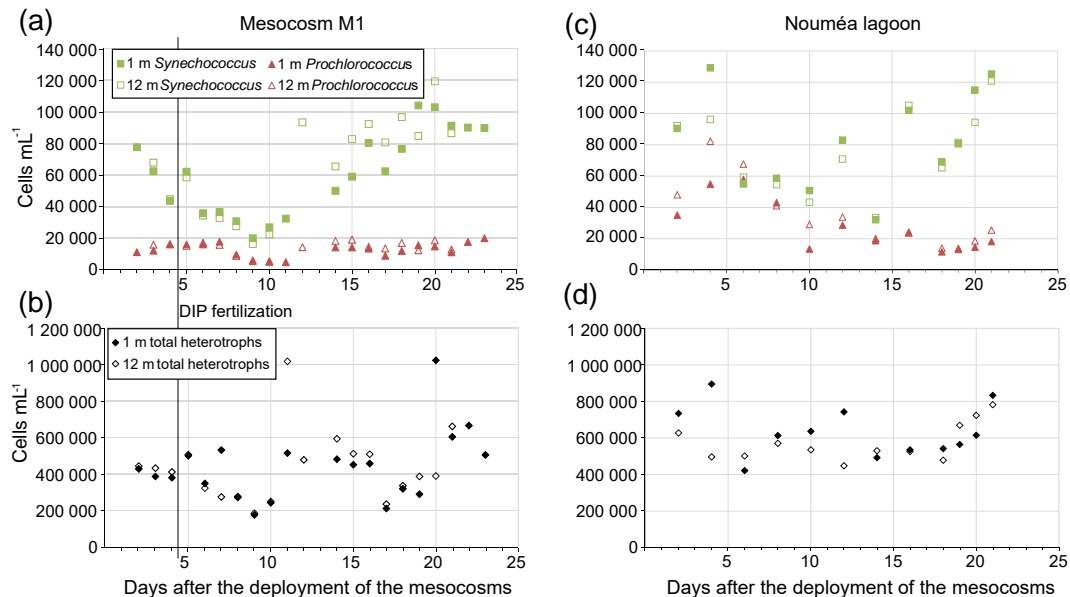 (a)
Mesocosm M1
140 000
120 000
100 000
80 000
60 000
40 000
20 000
0
Cells mL-1
1 m Synechococcus
1 m Prochlorococcus
12 m Synechococcus
12 m Prochlorococcus
5
10
15
20
25
(c)
Nouméa lagoon
140 000
120 000
100 000
80 000
60 000
40 000
20 000
0
0
5
10
15
20
25
(b)
DIP fertilization
1 200 000
1 000 000
800 000
600 000
400 000
200 000
0
Cells mL-1
1 m total heterotrophs
12 m total heterotrophs
5
10
15
20
25
Days after the deployment of the mesocosms
(d)
1 200 000
1 000 000
800 000
600 000
400 000
200 000
0
0
5
10
15
20
25
Days after the deployment of the mesocosms